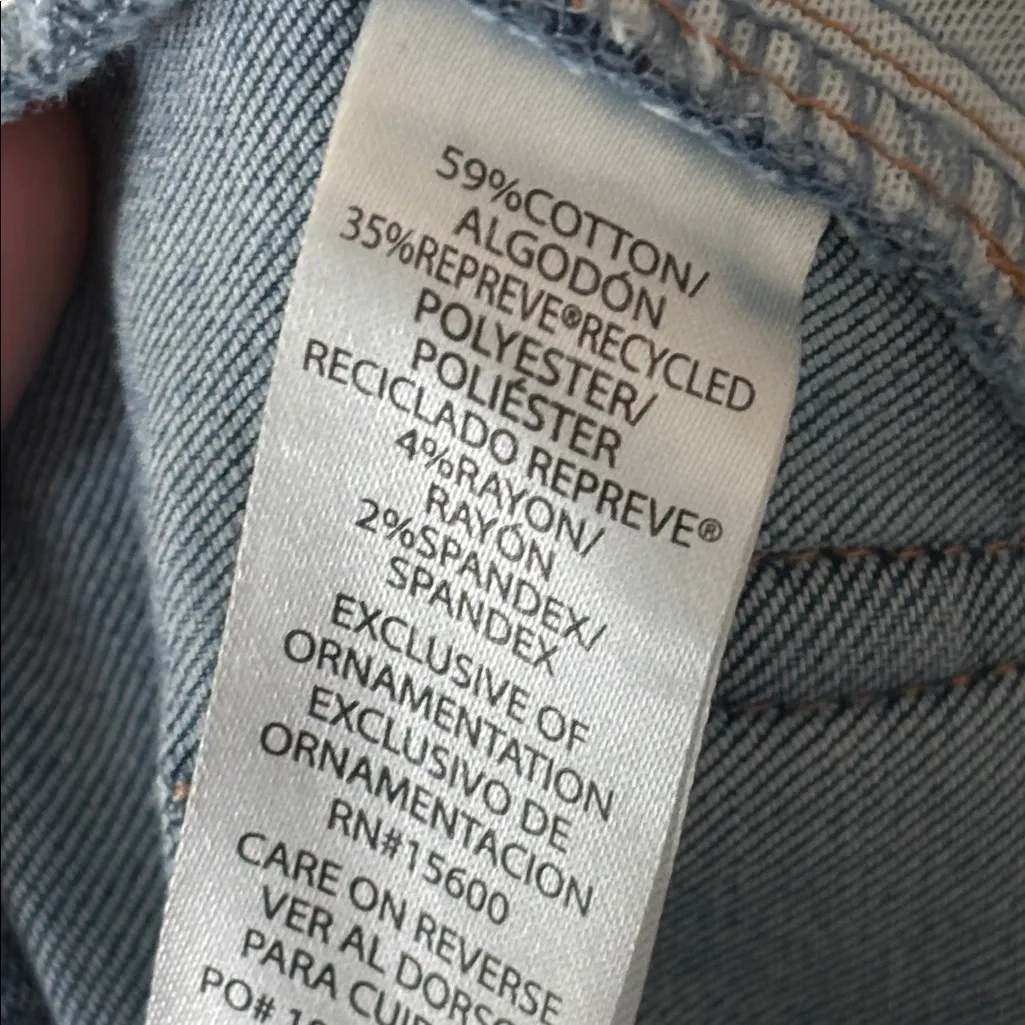 59%COTTON/
ALGODÓN
35%REPREVE®RECYCLED
POLYESTER/
POLIÉSTER
RECICLADO REPREVE®
4%RAYON/
RAYÓN
2%SPANDEX/
SPANDEX
EXCLUSIVE OF
ORNAMENTATION
EXCLUSIVO DE
ORNAMENTACION
RN#15600
CARE ON REVERSE
VER AL DORSO
PARA
PO#